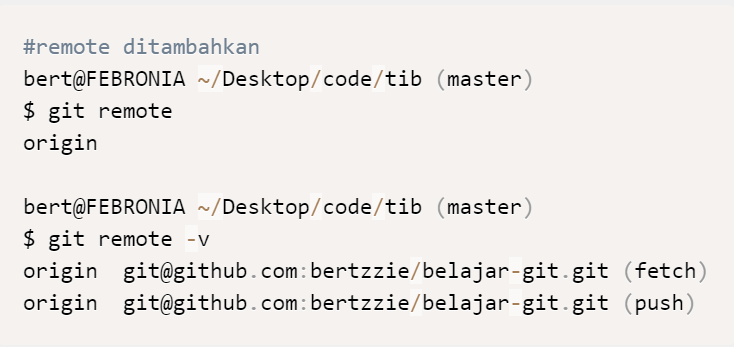 #remote ditambahkan
bert@FEBRONIA ~/Desktop/code/tib (master)
$ git remote
origin
bert@FEBRONIA ~/Desktop/code/tib (master)
$ git remote -v
origin  git@github.com:bertzzie/belajar-git.git (fetch)
origin  git@github.com:bertzzie/belajar-git.git (push)